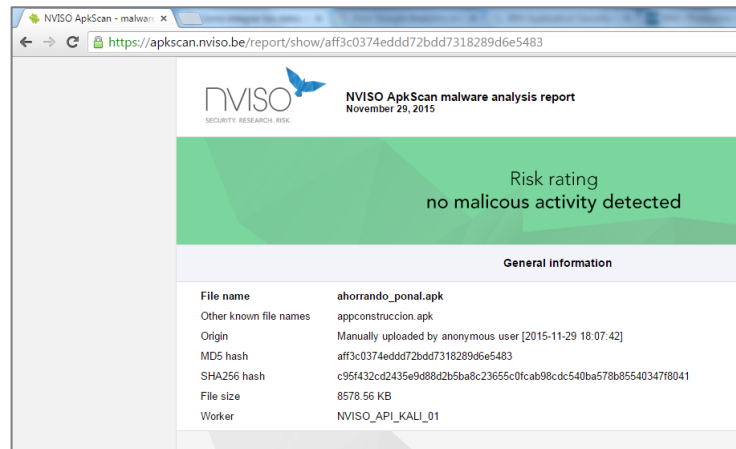 NVISO ApkScan - malware
https://apkscan.nviso.be/report/show/aff3c0374eddd72bdd7318289d6e5483
NVISO
SECURITY. RESEARCH. RISK.
NVISO ApkScan malware analysis report
November 29, 2015
Risk rating
no malicous activity detected
General information
File name ahorrando_ponal.apk
Other known file names appconstruccion.apk
Origin Manually uploaded by anonymous user [2015-11-29 18:07:42]
MD5 hash aff3c0374eddd72bdd7318289d6e5483
SHA256 hash c95f432cd2435e9d88d2b5ba8c23655c0fcab98cdc540ba578b85540347f8041
File size 8578.56 KB
Worker NVISO_API_KALI_01